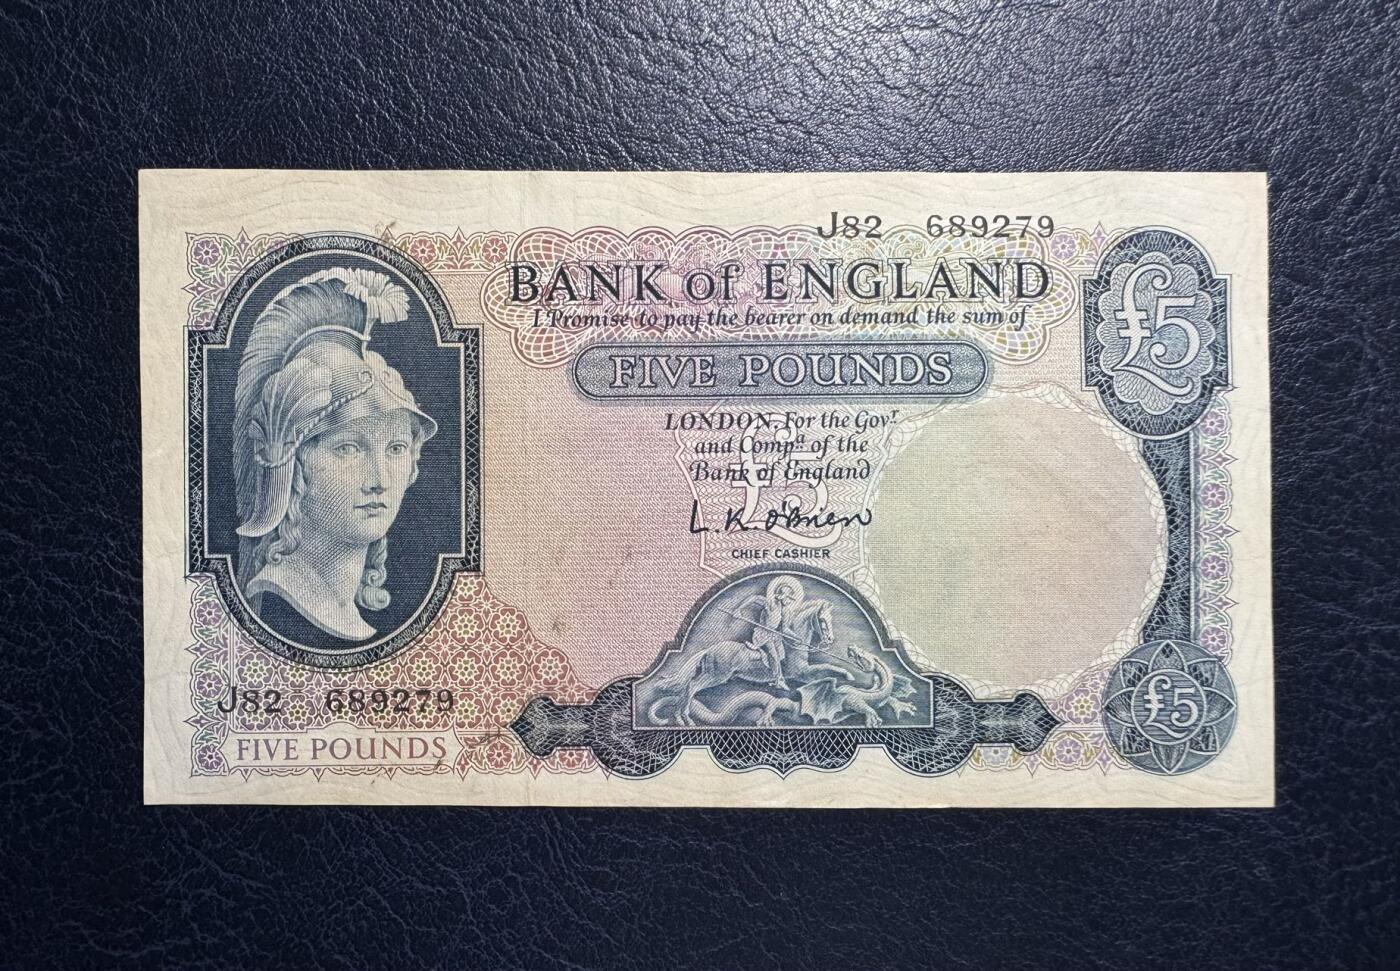 J82 689279
BANK of ENGLAND
I Promise to pay the bearer on demand the sum of
£5
FIVE POUNDS
LONDON. For the Govʳ.
and Compᵃ. of the
Bank of England
£5
L. K. O'Brien
CHIEF CASHIER
J82 689279
FIVE POUNDS
£5